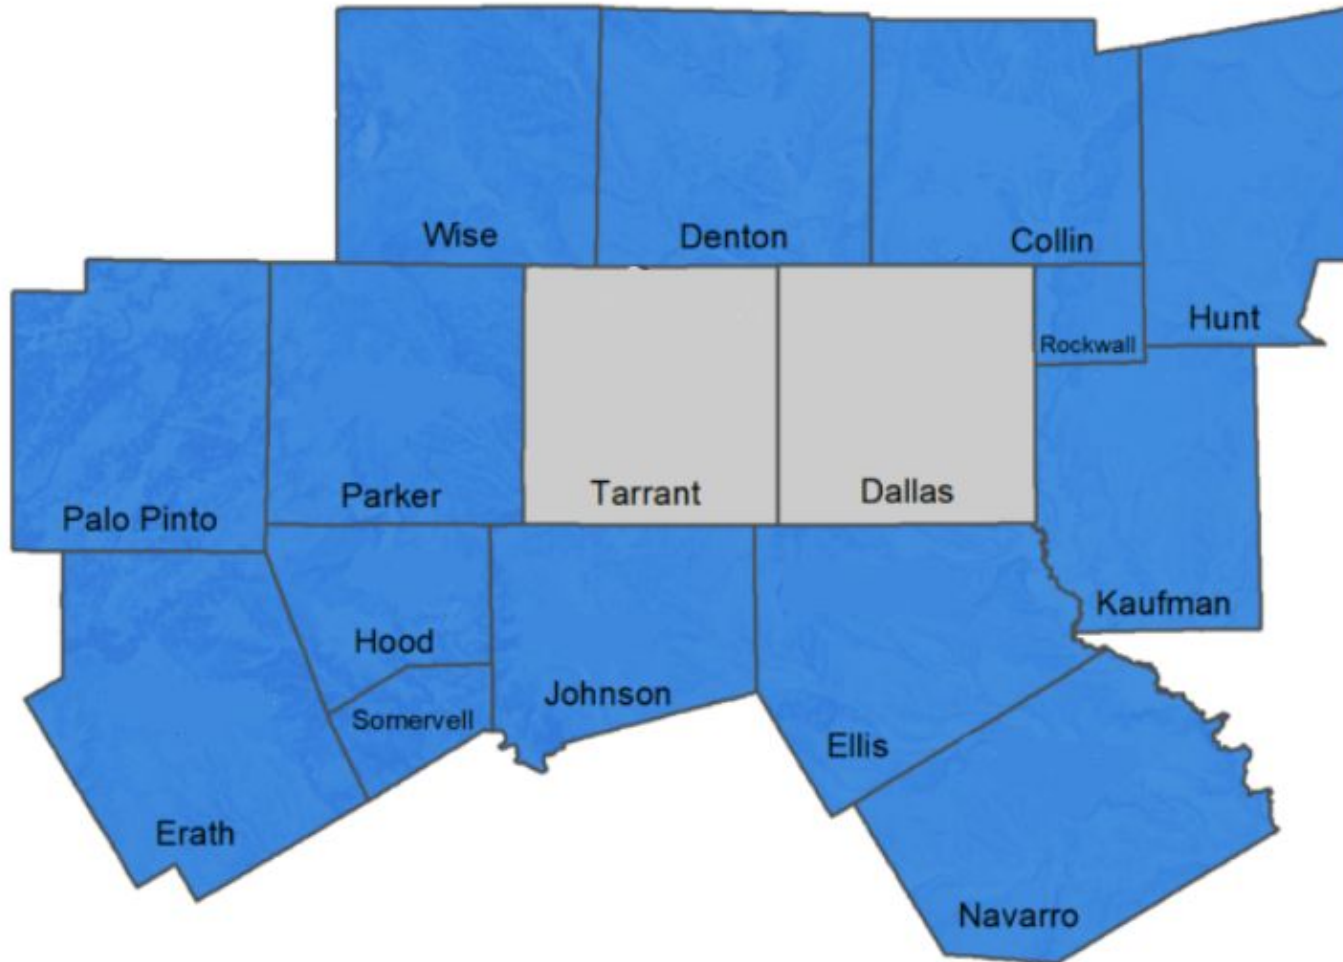 Wise
Denton
Collin
Hunt
Rockwall
Palo Pinto
Parker
Tarrant
Dallas
Kaufman
Hood
Johnson
Somervell
Ellis
Erath
Navarro